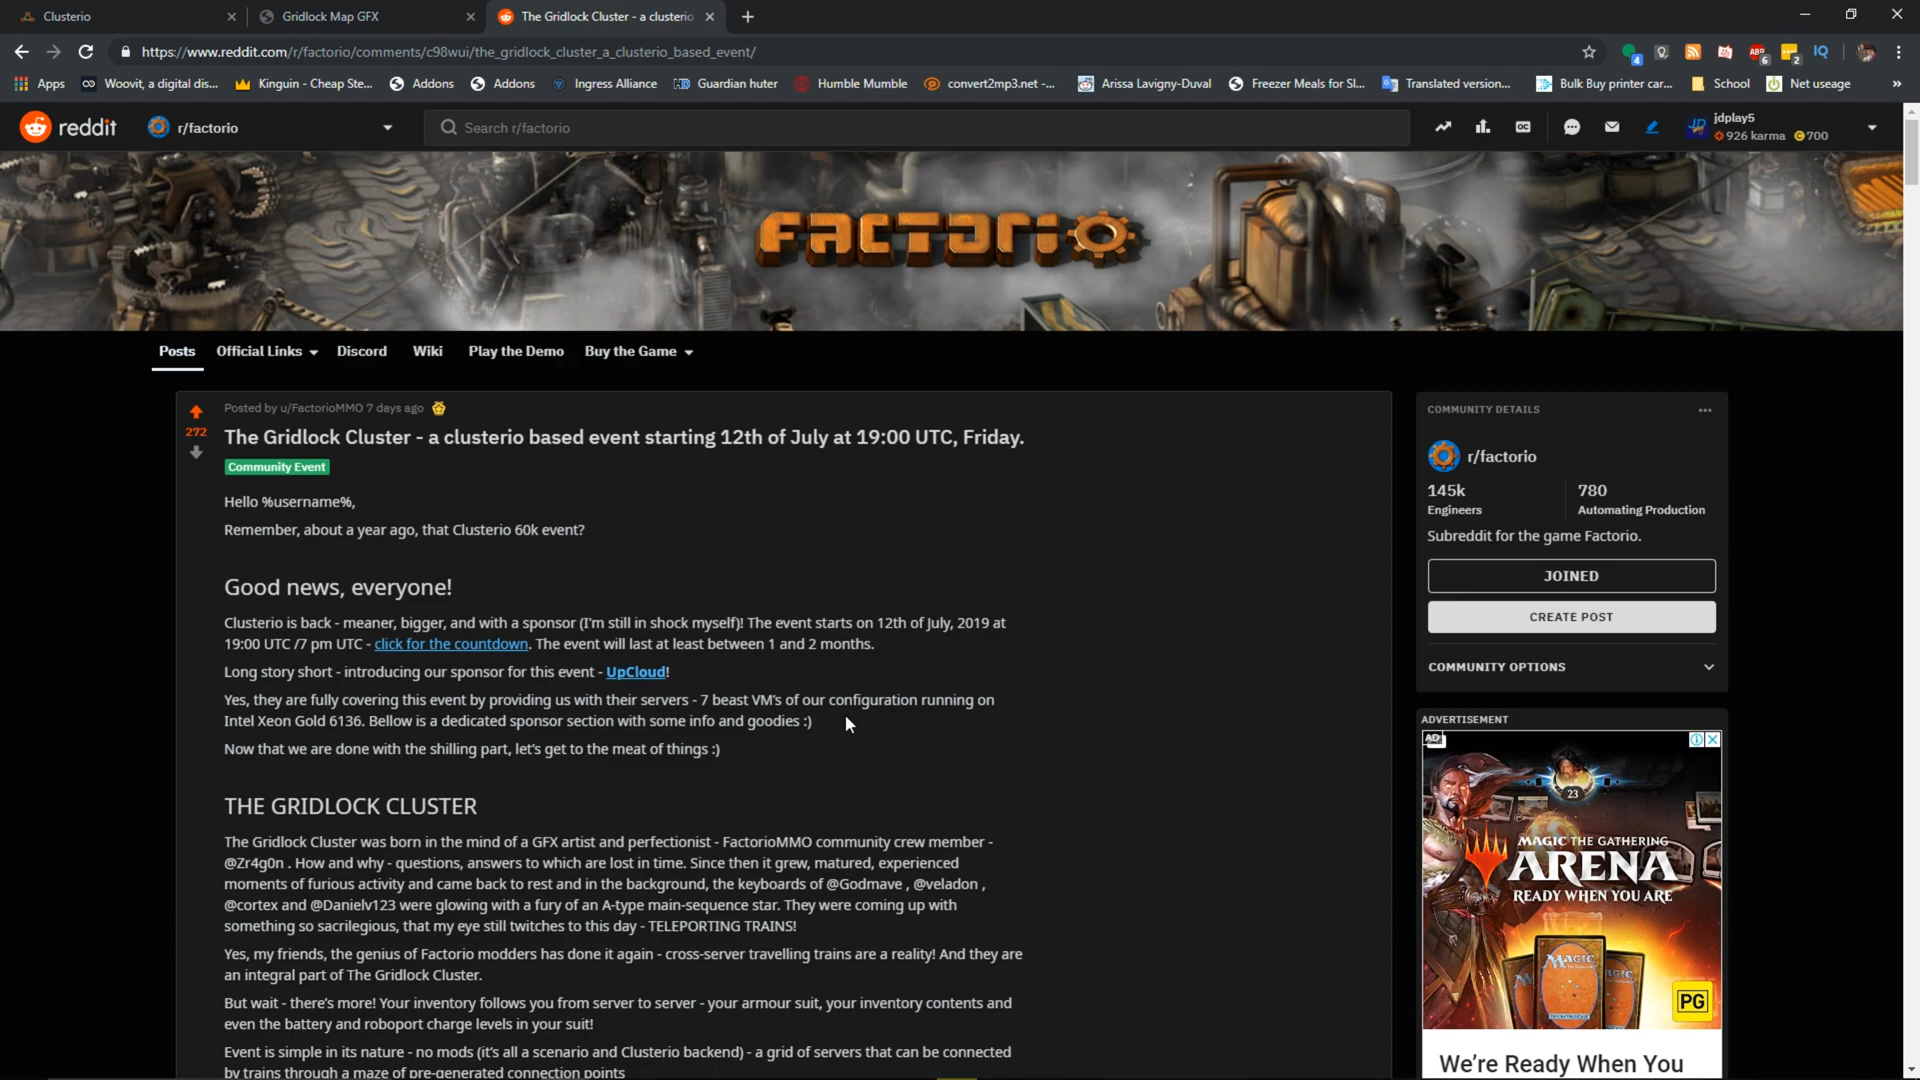 Clusterio
Gridlock Map GFX
The Gridlock Cluster - a clusterio
https://www.reddit.com/r/factorio/comments/c98wui/the_gridlock_cluster_a_clusterio_based_event/
4
6
2
IQ
Apps
Woovit, a digital dis...
Kinguin - Cheap Ste...
Addons
Addons
Ingress Alliance
Guardian huter
Humble Mumble
convert2mp3.net -...
Arissa Lavigny-Duval
Freezer Meals for Sl...
Translated version...
Bulk Buy printer car...
School
Net useage
»
reddit
r/factorio
Search r/factorio
OC
jdplay5
926 karma 700
FACTORIO
Posts
Official Links
Discord
Wiki
Play the Demo
Buy the Game
Posted by u/FactorioMMO 7 days ago
272
The Gridlock Cluster - a clusterio based event starting 12th of July at 19:00 UTC, Friday.
Community Event
Hello %username%,
Remember, about a year ago, that Clusterio 60k event?
Good news, everyone!
Clusterio is back - meaner, bigger, and with a sponsor (I'm still in shock myself)! The event starts on 12th of July, 2019 at
19:00 UTC /7 pm UTC - click for the countdown. The event will last at least between 1 and 2 months.
Long story short - introducing our sponsor for this event - UpCloud!
Yes, they are fully covering this event by providing us with their servers - 7 beast VM's of our configuration running on
Intel Xeon Gold 6136. Bellow is a dedicated sponsor section with some info and goodies :)
Now that we are done with the shilling part, let's get to the meat of things :)
THE GRIDLOCK CLUSTER
The Gridlock Cluster was born in the mind of a GFX artist and perfectionist - FactorioMMO community crew member -
@Zr4g0n . How and why - questions, answers to which are lost in time. Since then it grew, matured, experienced
moments of furious activity and came back to rest and in the background, the keyboards of @Godmave , @veladon ,
@cortex and @Danielv123 were glowing with a fury of an A-type main-sequence star. They were coming up with
something so sacrilegious, that my eye still twitches to this day - TELEPORTING TRAINS!
Yes, my friends, the genius of Factorio modders has done it again - cross-server travelling trains are a reality! And they are
an integral part of The Gridlock Cluster.
But wait - there's more! Your inventory follows you from server to server - your armour suit, your inventory contents and
even the battery and roboport charge levels in your suit!
Event is simple in its nature - no mods (it's all a scenario and Clusterio backend) - a grid of servers that can be connected
by trains through a maze of pre-generated connection points
COMMUNITY DETAILS
r/factorio
145k
Engineers
780
Automating Production
Subreddit for the game Factorio.
JOINED
CREATE POST
COMMUNITY OPTIONS
ADVERTISEMENT
AD
23
MAGIC THE GATHERING
ARENA
READY WHEN YOU ARE
MAGIC
PG
We're Ready When You